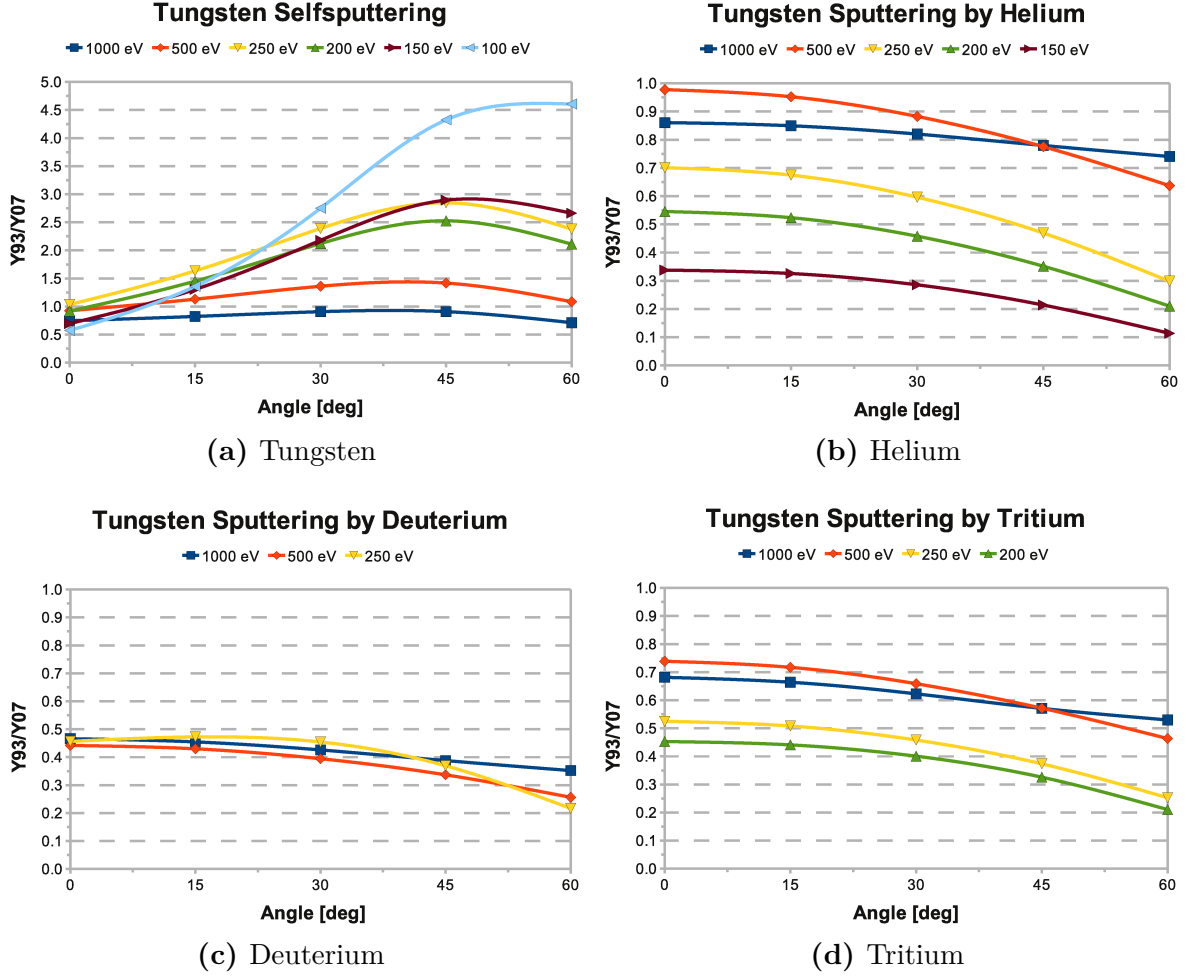 Tungsten Selfsputtering
1000 eV 500 eV 250 eV 200 eV 150 eV 100 eV
Y93/Y07
5.0
4.5
4.0
3.5
3.0
2.5
2.0
1.5
1.0
0.5
0.0
0 15 30 45 60
Angle [deg]
(a) Tungsten
Tungsten Sputtering by Helium
1000 eV 500 eV 250 eV 200 eV 150 eV
Y93/Y07
1.0
0.9
0.8
0.7
0.6
0.5
0.4
0.3
0.2
0.1
0.0
0 15 30 45 60
Angle [deg]
(b) Helium
Tungsten Sputtering by Deuterium
1000 eV 500 eV 250 eV
Y93/Y07
1.0
0.9
0.8
0.7
0.6
0.5
0.4
0.3
0.2
0.1
0.0
0 15 30 45 60
Angle [deg]
(c) Deuterium
Tungsten Sputtering by Tritium
1000 eV 500 eV 250 eV 200 eV
Y93/Y07
1.0
0.9
0.8
0.7
0.6
0.5
0.4
0.3
0.2
0.1
0.0
0 15 30 45 60
Angle [deg]
(d) Tritium